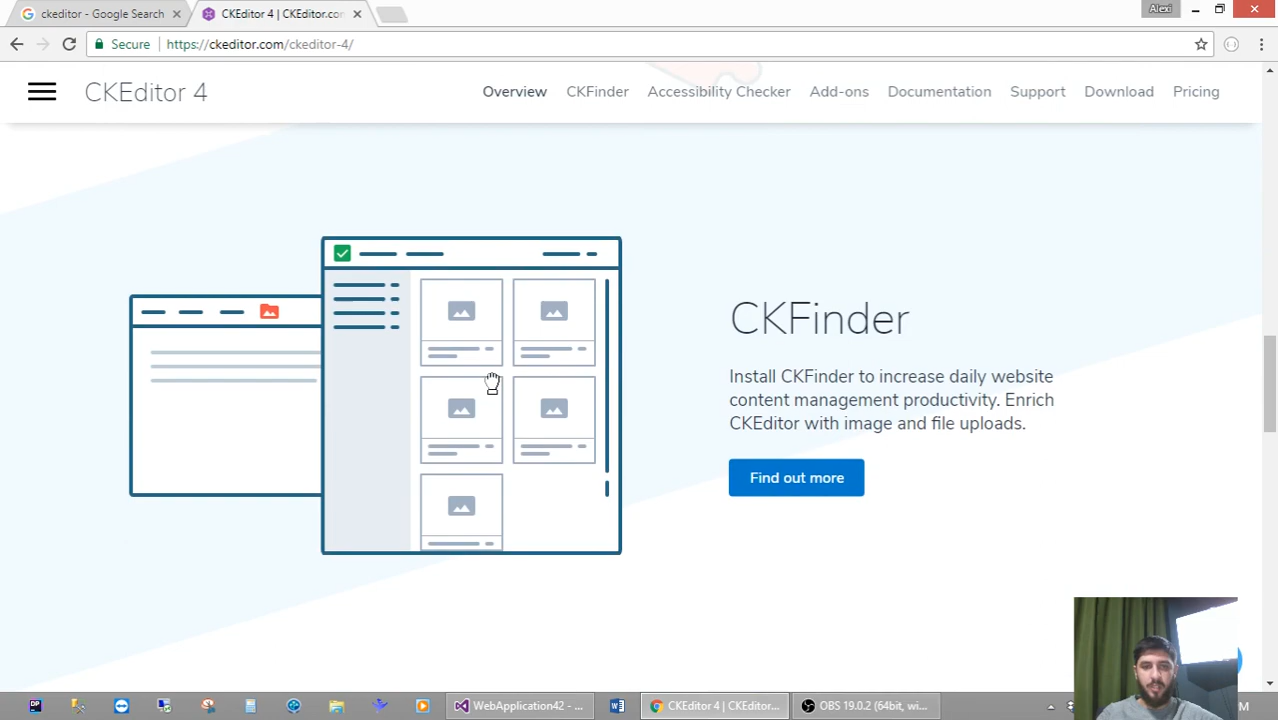 ckeditor - Google Search
CKEditor 4 | CKEditor.con
Alexi
Secure
https://ckeditor.com/ckeditor-4/
CKEditor 4
Overview
CKFinder
Accessibility Checker
Add-ons
Documentation
Support
Download
Pricing
CKFinder
Install CKFinder to increase daily website
content management productivity. Enrich
CKEditor with image and file uploads.
Find out more
DP
WebApplication42 - ...
CKEditor 4 | CKEditor...
OBS 19.0.2 (64bit, wi...
M